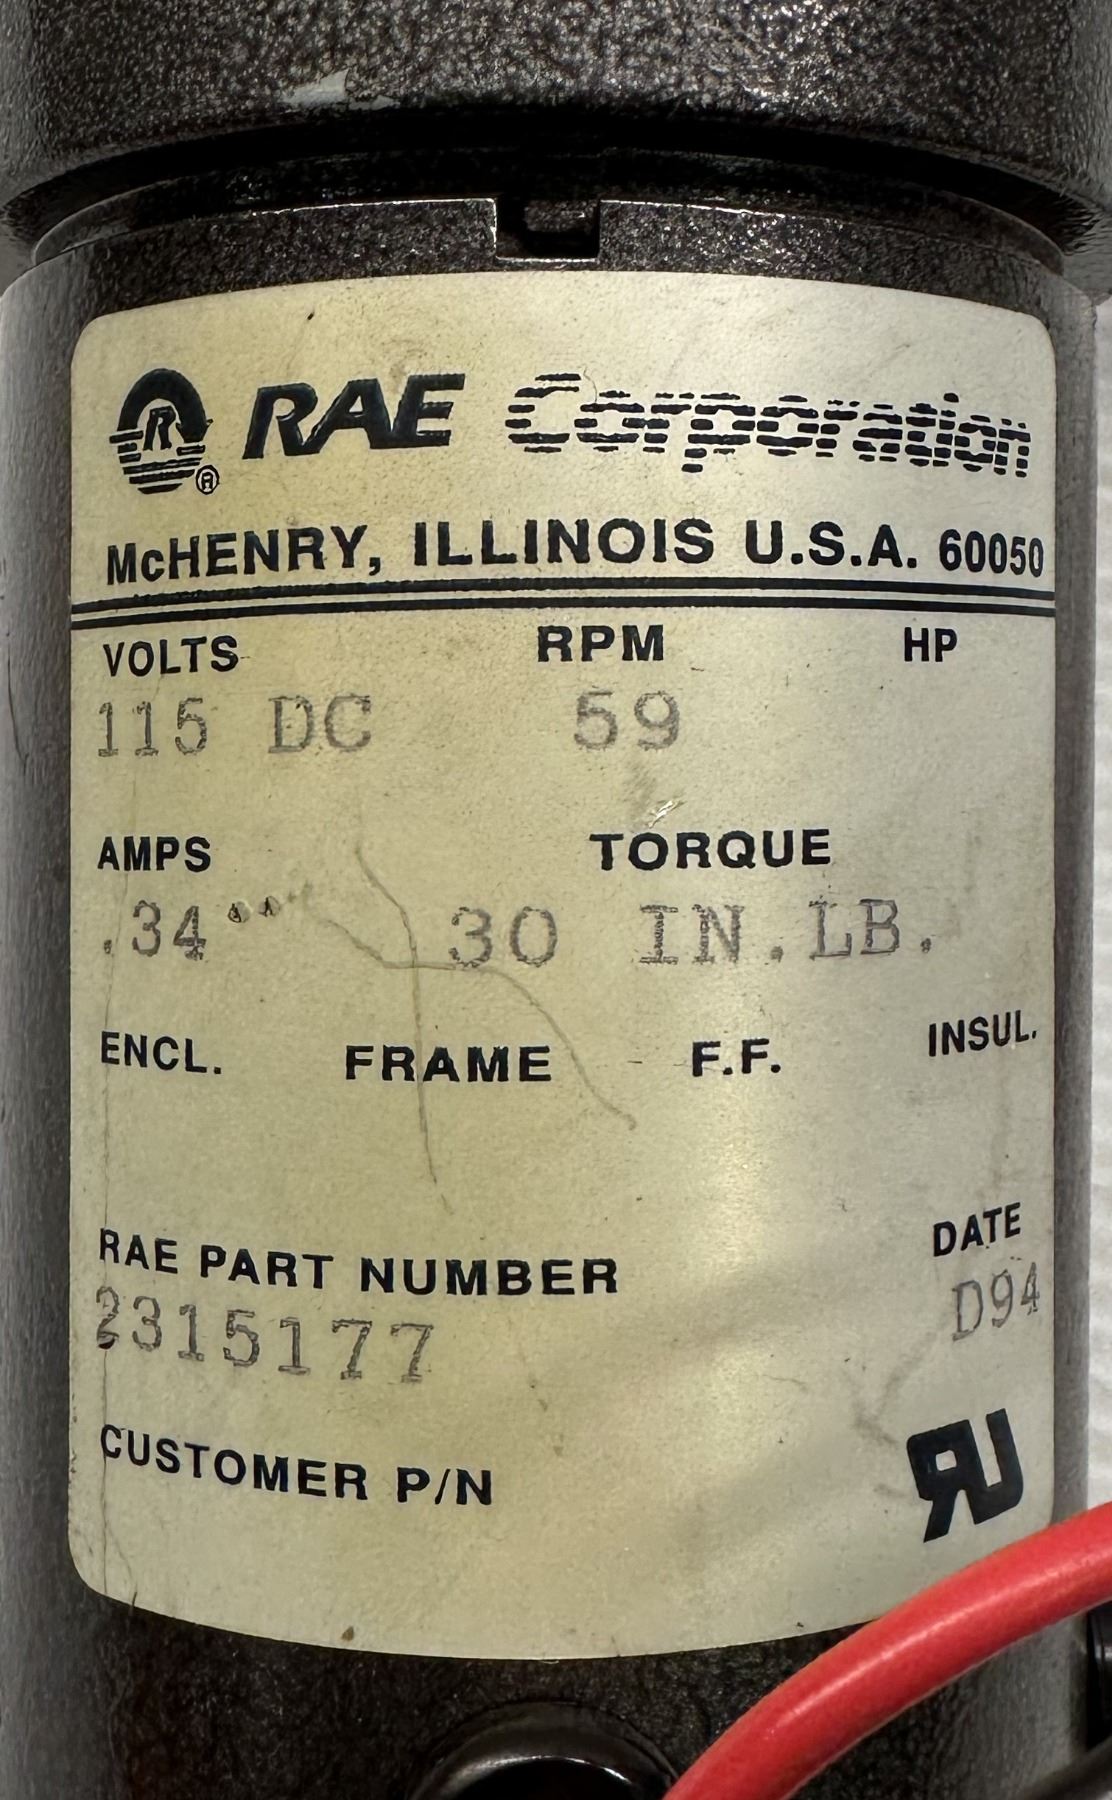 R
®
RAE Corporation
McHENRY, ILLINOIS U.S.A. 60050
VOLTS RPM HP
115 DC 59
AMPS TORQUE
.34 30 IN.LB.
ENCL. FRAME F.F. INSUL.
RAE PART NUMBER DATE
2315177 D94
CUSTOMER P/N
RU